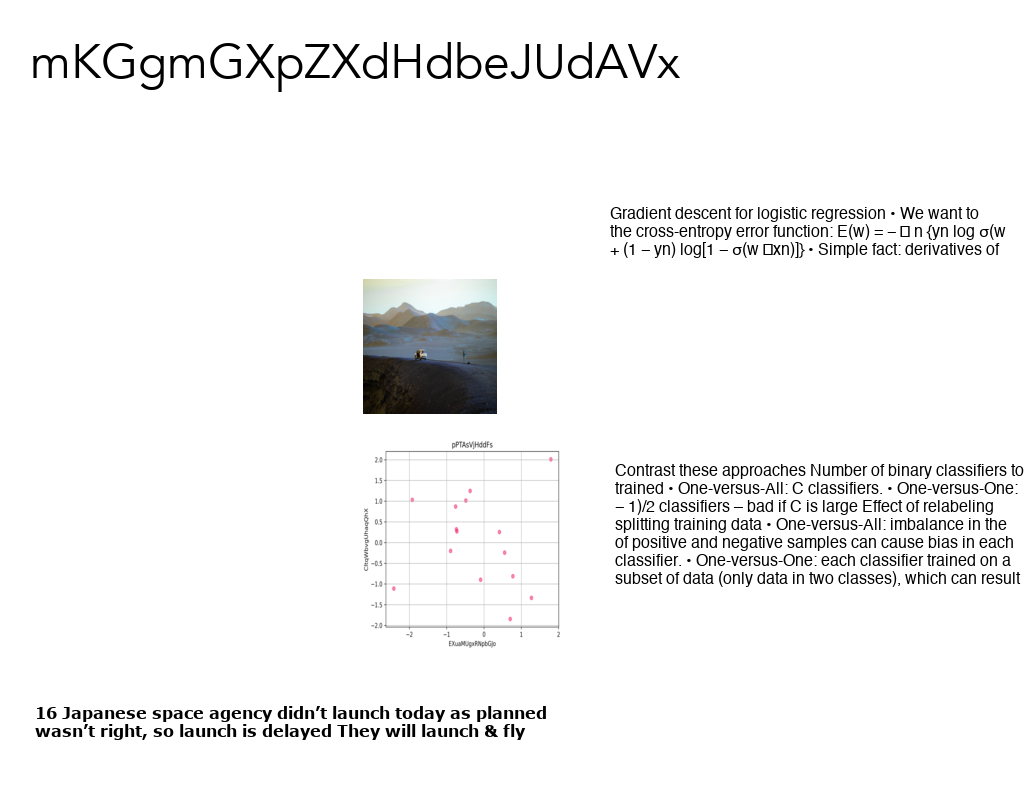 mKGgmGXpZXdHdbeJUdAVx
Gradient descent for logistic regression • We want to
the cross-entropy error function: E(w) = – □ n {yn log σ(w
+ (1 – yn) log[1 – σ(w □xn)]} • Simple fact: derivatives of
pPTAsVjHddFs
2.0
1.5
1.0
0.5
0.0
−0.5
−1.0
−1.5
−2.0
−2 −1 0 1 2
EXuaMUgxRNpbGjo
Contrast these approaches Number of binary classifiers to
trained • One-versus-All: C classifiers. • One-versus-One:
– 1)/2 classifiers – bad if C is large Effect of relabeling
splitting training data • One-versus-All: imbalance in the
of positive and negative samples can cause bias in each
classifier. • One-versus-One: each classifier trained on a
subset of data (only data in two classes), which can result
16 Japanese space agency didn’t launch today as planned
wasn’t right, so launch is delayed They will launch & fly